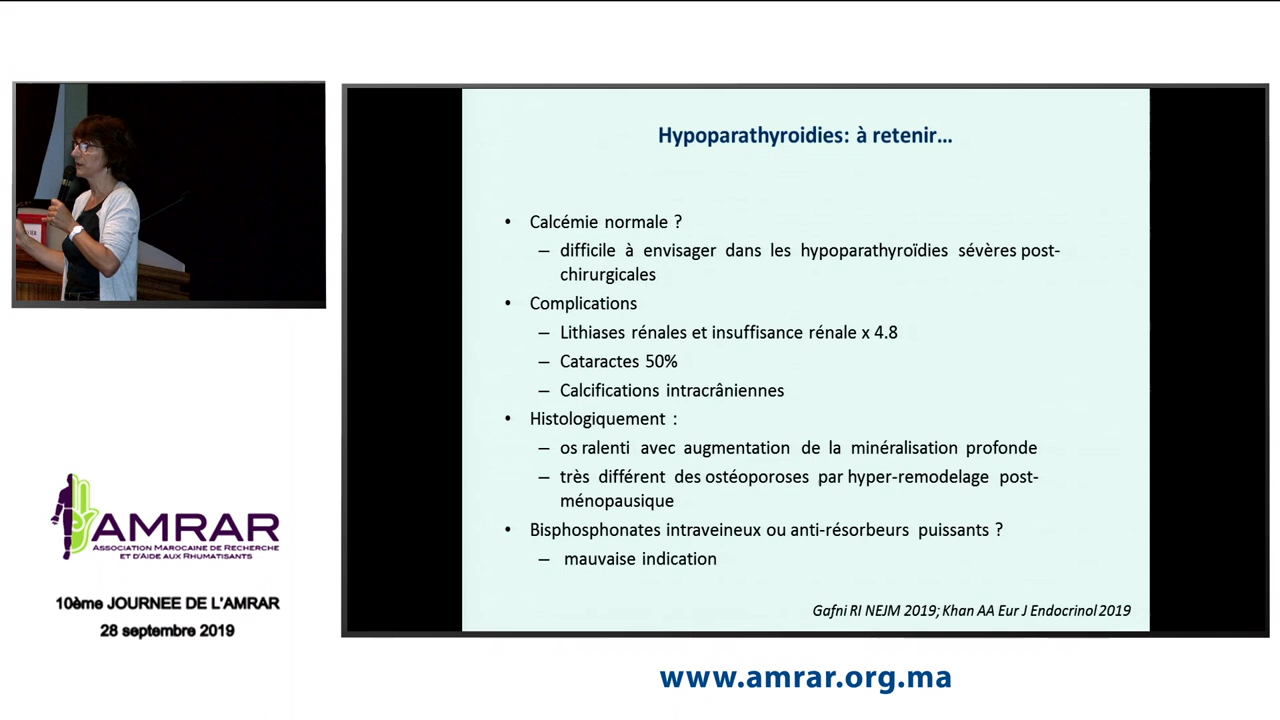 Hypoparathyroidies: à retenir...
• Calcémie normale ?
– difficile à envisager dans les hypoparathyroïdies sévères post-
chirurgicales
• Complications
– Lithiases rénales et insuffisance rénale x 4.8
– Cataractes 50%
– Calcifications intracrâniennes
• Histologiquement :
– os ralenti avec augmentation de la minéralisation profonde
– très différent des ostéoporoses par hyper-remodelage post-
ménopausique
• Bisphosphonates intraveineux ou anti-résorbeurs puissants ?
– mauvaise indication
Gafni RI NEJM 2019; Khan AA Eur J Endocrinol 2019
AMRAR
ASSOCIATION MAROCAINE DE RECHERCHE
ET D'AIDE AUX RHUMATISANTS
10ème JOURNEE DE L'AMRAR
28 septembre 2019
www.amrar.org.ma